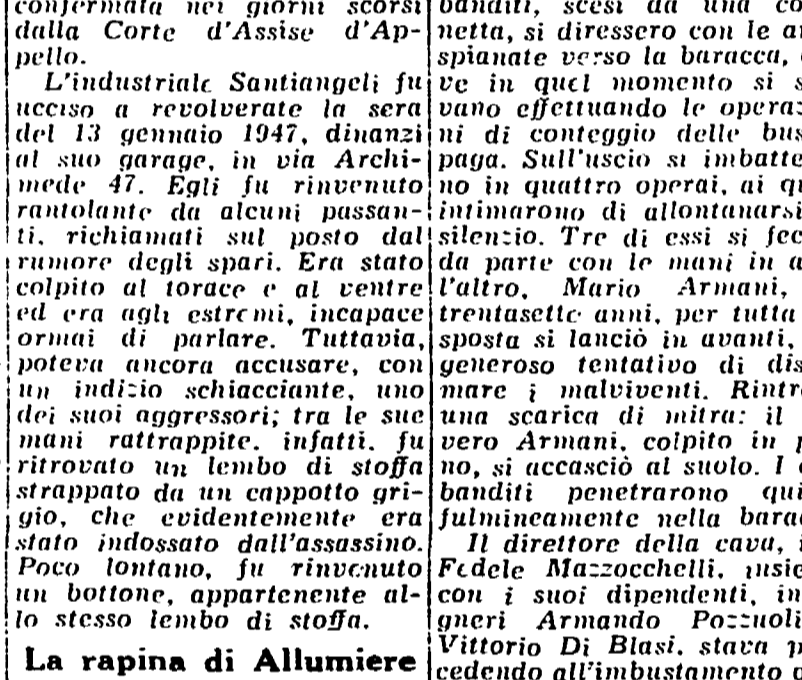 confermata nei giorni scorsi
dalla Corte d'Assise d'Ap-
pello.
L'industriale Santiangeli fu
ucciso a revolverate la sera
del 13 gennaio 1947, dinanzi
al suo garage, in via Archi-
mede 47. Egli fu rinvenuto
rantolante da alcuni passan-
ti, richiamati sul posto dal
rumore degli spari. Era stato
colpito al torace e al ventre
ed era agli estremi, incapace
ormai di parlare. Tuttavia,
poteva ancora accusare, con
un indizio schiacciante, uno
dei suoi aggressori; tra le sue
mani rattrappite, infatti, fu
ritrovato un lembo di stoffa
strappato da un cappotto gri-
gio, che evidentemente era
stato indossato dall'assassino.
Poco lontano, fu rinvenuto
un bottone, appartenente al-
lo stesso lembo di stoffa.
La rapina di Allumiere
banditi, scesi da una
netta, si diressero con le
spianate verso la baracca,
ve in quel momento si
vano effettuando le
ni di conteggio delle
paga. Sull'uscio si
no in quattro operai, ai
intimarono di allontanarsi
silenzio. Tre di essi si
da parte con le mani in
l'altro, Mario Armani,
trentasette anni, per tutta
sposta si lanciò in avanti,
generoso tentativo di
mare i malviventi.
una scarica di mitra: il
vero Armani, colpito in
no, si accasciò al suolo. I
banditi penetrarono
fulmineamente nella
Il direttore della cava,
Fedele Mazzocchelli,
con i suoi dipendenti,
gneri Armando Pozzuoli
Vittorio Di Blasi, stava
cedendo all'imbustamento